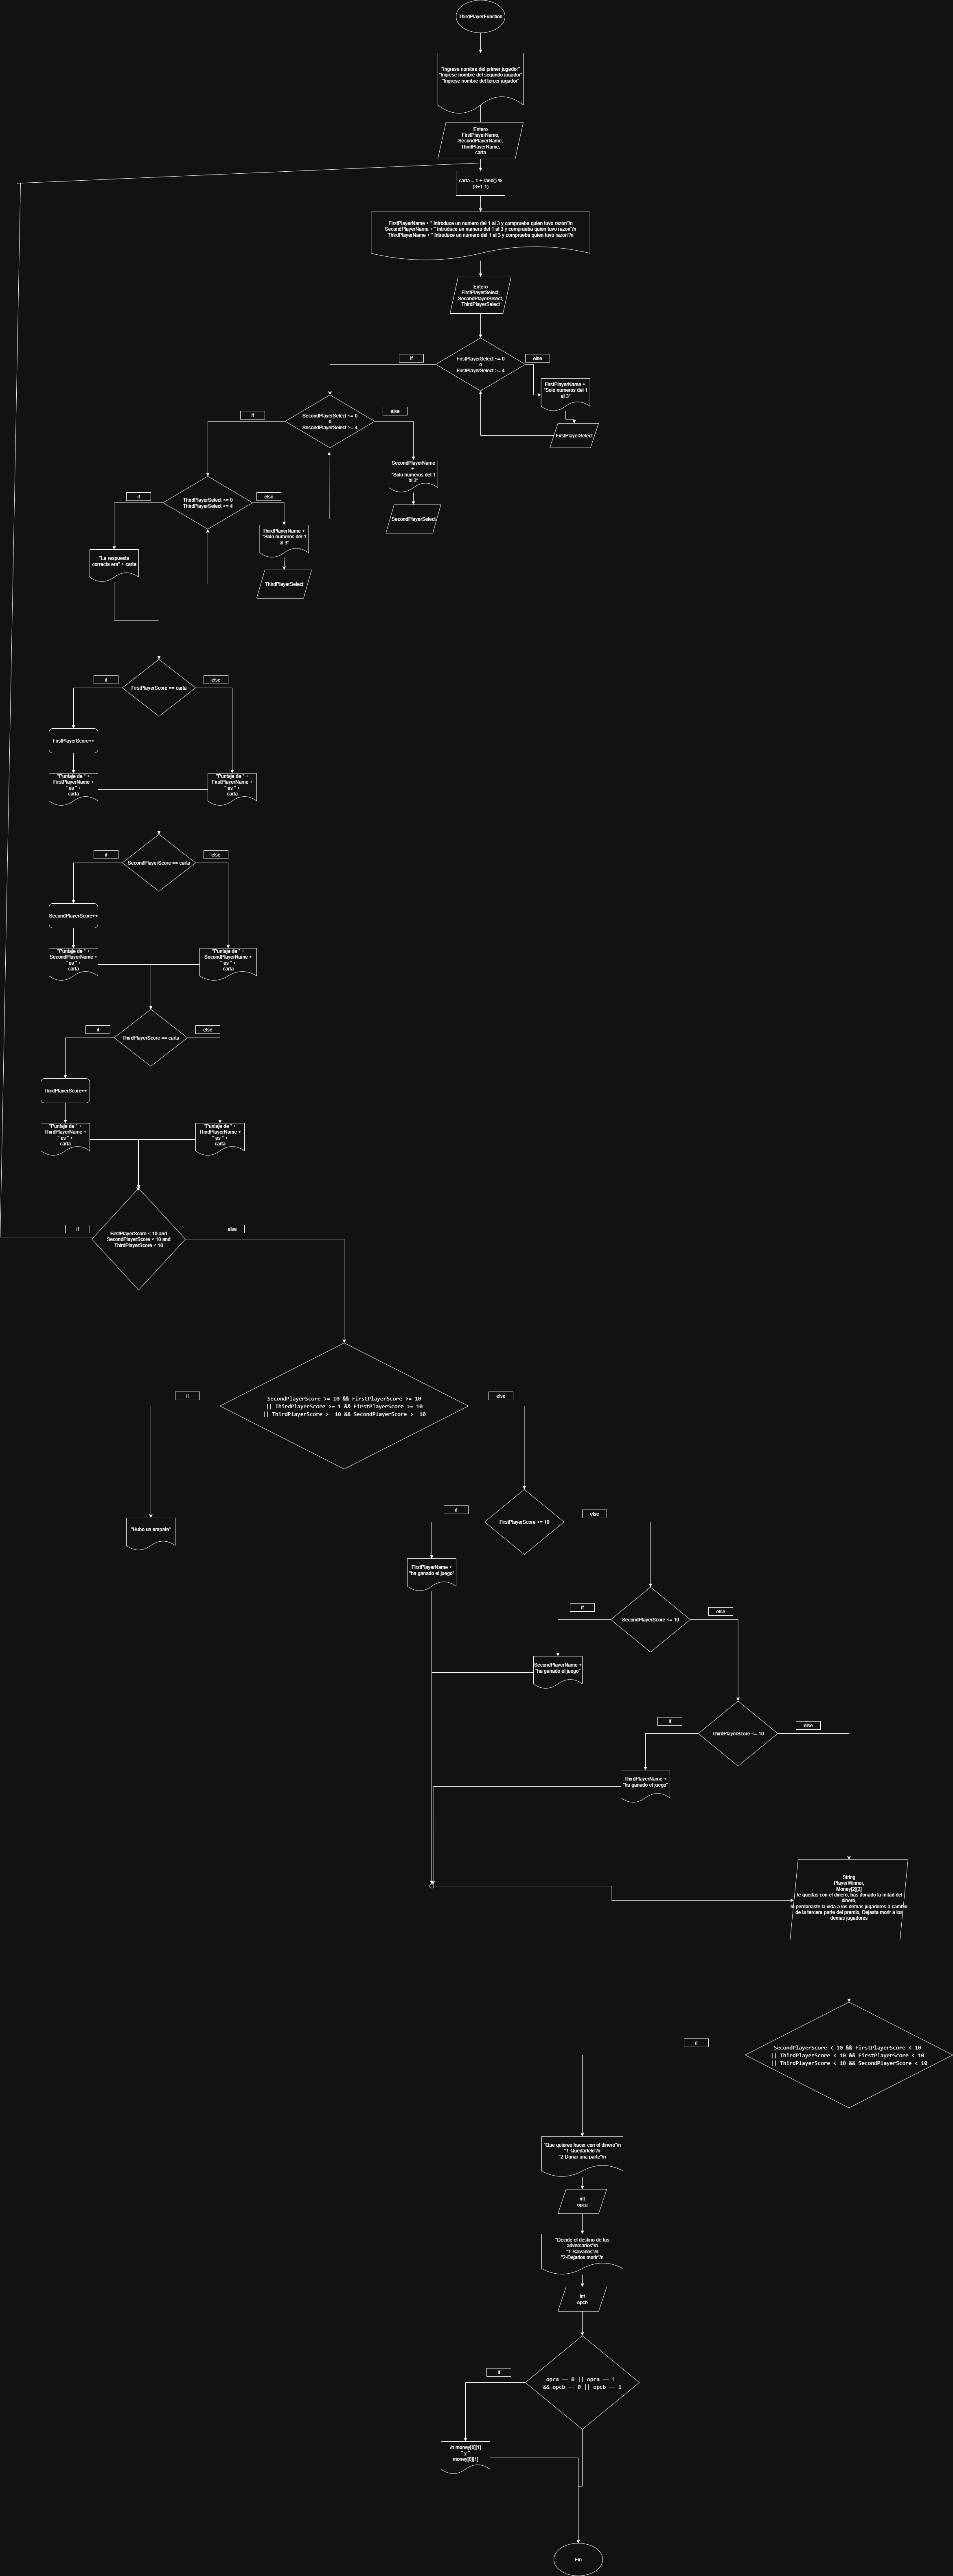 ThirdPlayerFunction
"Ingrese nombre del primer jugador"
"Ingrese nombre del segundo jugador"
"Ingrese nombre del tercer jugador"
Entero
FirstPlayerName,
SecondPlayerName,
ThirdPlayerName,
carta
carta = 1 + rand() %
(3+1-1)
FirstPlayerName + " Introduce un numero del 1 al 3 y comprueba quien tuvo razon"/n
SecondPlayerName + " Introduce un numero del 1 al 3 y comprueba quien tuvo razon"/n
ThirdPlayerName + " Introduce un numero del 1 al 3 y comprueba quien tuvo razon"/n
Entero
FirstPlayerSelect,
SecondPlayerSelect,
ThirdPlayerSelect
if
FirstPlayerSelect <= 0
o
FirstPlayerSelect >= 4
else
FirstPlayerName +
"Solo numeros del 1
al 3"
FirstPlayerSelect
if
SecondPlayerSelect <= 0
o
SecondPlayerSelect >= 4
else
SecondPlayerName
+
"Solo numeros del 1
al 3"
SecondPlayerSelect
if
ThirdPlayerSelect <= 0
ThirdPlayerSelect >= 4
else
ThirdPlayerName +
"Solo numeros del 1
al 3"
ThirdPlayerSelect
"La respuesta
correcta era" + carta
if
FirstPlayerScore == carta
else
FirstPlayerScore++
"Puntaje de " +
FirstPlayerName +
" es " +
carta
"Puntaje de " +
FirstPlayerName +
" es " +
carta
if
SecondPlayerScore == carta
else
SecondPlayerScore++
"Puntaje de " +
SecondPlayerName +
" es " +
carta
"Puntaje de " +
SecondPlayerName +
" es " +
carta
if
ThirdPlayerScore == carta
else
ThirdPlayerScore++
"Puntaje de " +
ThirdPlayerName +
" es " +
carta
"Puntaje de " +
ThirdPlayerName +
" es " +
carta
if
FirstPlayerScore < 10 and
SecondPlayerScore < 10 and
ThirdPlayerScore < 10
else
if
SecondPlayerScore >= 10 && FirstPlayerScore >= 10
|| ThirdPlayerScore >= 1 && FirstPlayerScore >= 10
|| ThirdPlayerScore >= 10 && SecondPlayerScore >= 10
else
"Hubo un empate"
if
FirstPlayerScore <= 10
else
FirstPlayerName +
"ha ganado el juego"
if
SecondPlayerScore <= 10
else
SecondPlayerName +
"ha ganado el juego"
if
ThirdPlayerScore <= 10
else
ThirdPlayerName +
"ha ganado el juego"
String
PlayerWinner,
Money[2][2]
Te quedas con el dinero, has donado la mitad del
dinero,
te perdonaste la vida a los demas jugadores a cambio
de la tercera parte del premio, Dejasta morir a los
demas jugadores
if
SecondPlayerScore < 10 && FirstPlayerScore < 10
|| ThirdPlayerScore < 10 && FirstPlayerScore < 10
|| ThirdPlayerScore < 10 && SecondPlayerScore < 10
"Que quieres hacer con el dinero"/n
"1-Quedartelo"/n
"2-Donar una parte"/n
int
opca
"Decide el destino de tus
adversarios"/n
"1-Salvarlos"/n
"2-Dejarlos morir"/n
int
opcb
if
opca == 0 || opca == 1
&& opcb == 0 || opcb == 1
/n money[0][1]
" y "
money[0][1]
Fin